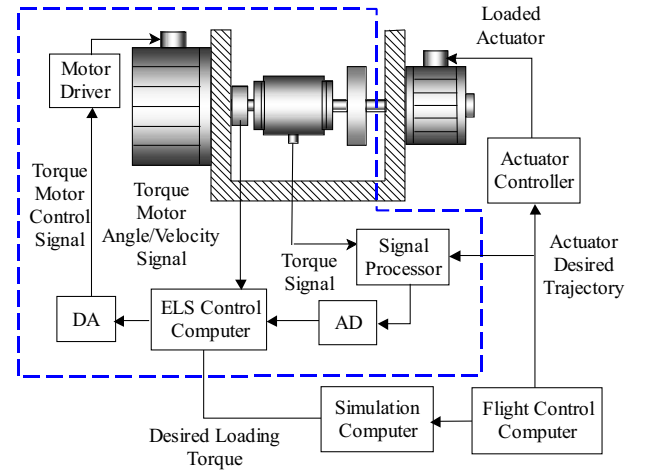 Loaded
Actuator
Motor
Driver
Actuator
Controller
Torque
Motor
Control
Signal
Torque
Motor
Angle/Velocity
Signal
Torque
Signal
Signal
Processor
Actuator
Desired
Trajectory
DA
ELS Control
Computer
AD
Simulation
Computer
Flight Control
Computer
Desired Loading
Torque